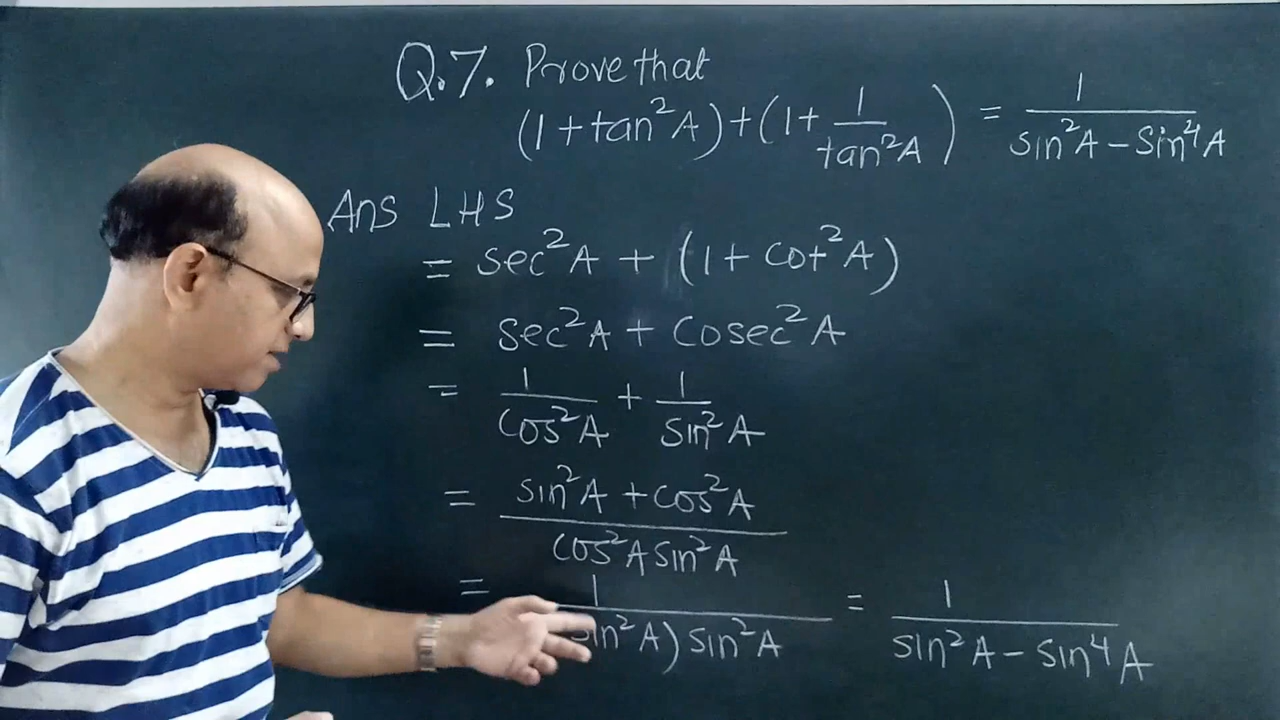 Q.7. Prove that
(1 + tan²A) + (1 + 1/tan²A) = 1/(sin²A − Sin⁴A)
Ans LHS
= sec²A + (1 + Cot²A)
= sec²A + Cosec²A
= 1/Cos²A + 1/Sin²A
= (sin²A + Cos²A)/(Cos²A Sin²A)
= 1/(sin²A) sin²A = 1/(sin²A − sin⁴A)